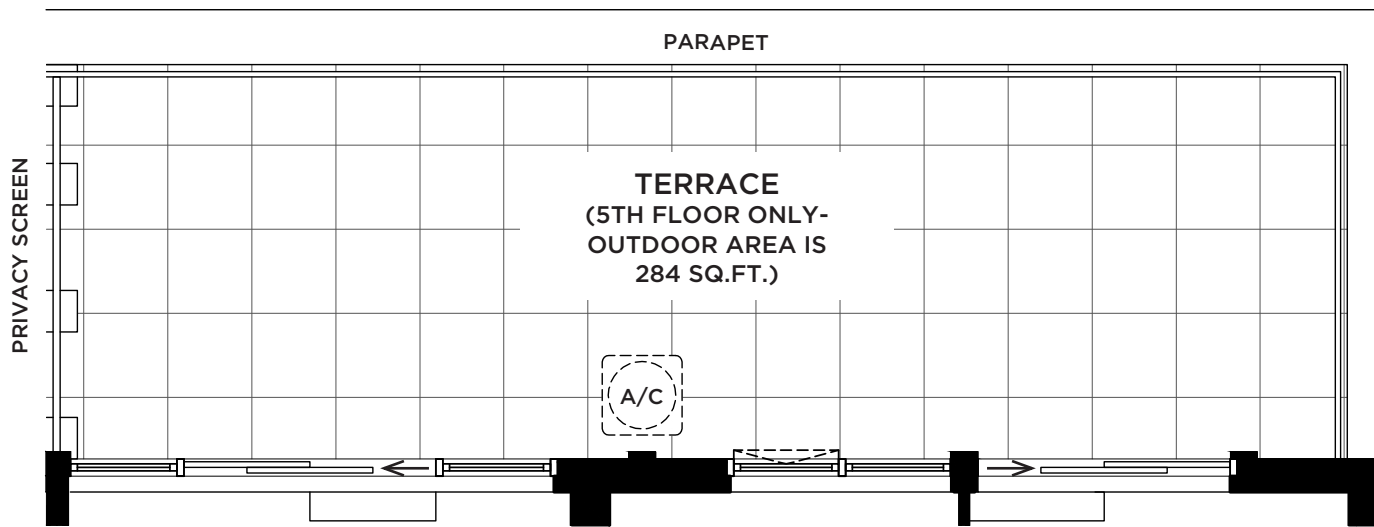 PARAPET
PRIVACY SCREEN
TERRACE
(5TH FLOOR ONLY-
OUTDOOR AREA IS
284 SQ.FT.)
A/C